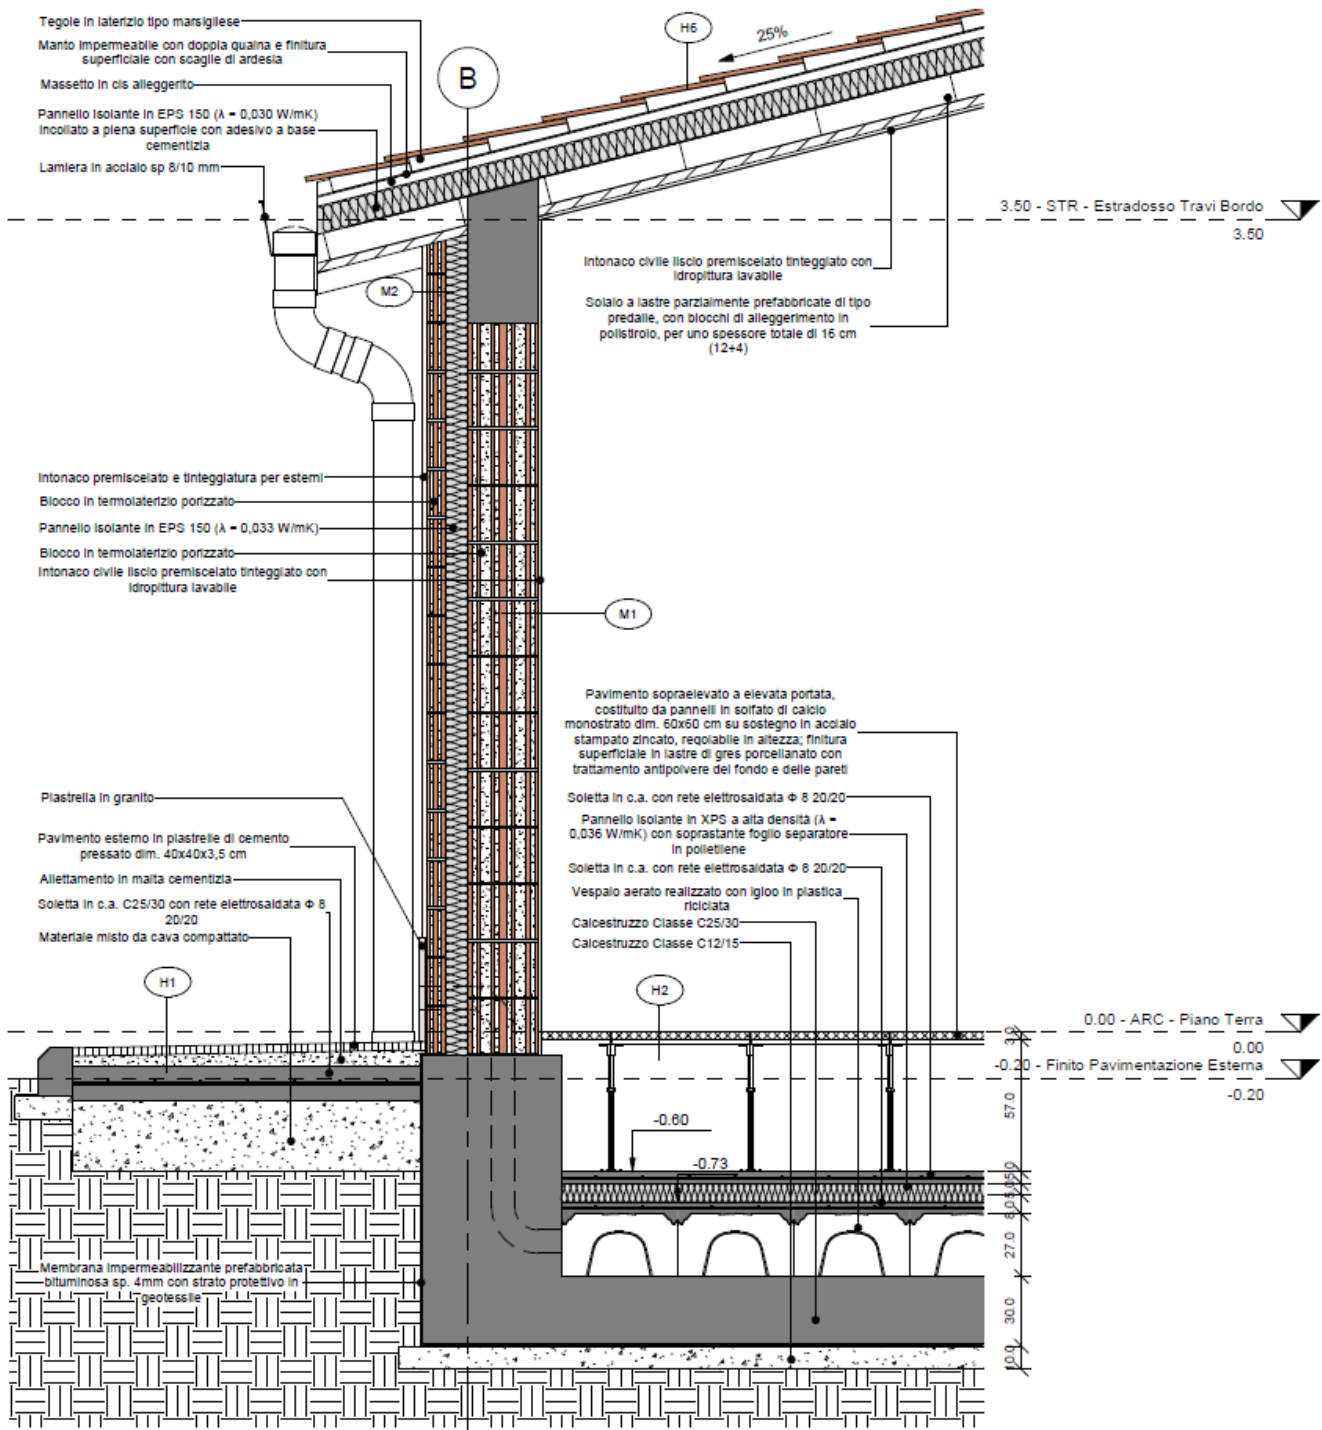 Tegole in laterizio tipo marsigliese
Manto impermeabile con doppia guaina e finitura
superficiale con scaglie di ardesia
Massetto in cls alleggerito
Pannello isolante in EPS 150 (λ = 0,030 W/mK)
incollato a piena superficie con adesivo a base
cementizia
Lamiera in acciaio sp 8/10 mm
B
H6
25%
3.50 - STR - Estradosso Travi Bordo
3.50
M2
Intonaco civile liscio premiscelato tinteggiato con
idropittura lavabile
Solaio a lastre parzialmente prefabbricate di tipo
predalle, con blocchi di alleggerimento in
polistirolo, per uno spessore totale di 16 cm
(12+4)
Intonaco premiscelato e tinteggiatura per esterni
Blocco in termolaterizio porizzato
Pannello isolante in EPS 150 (λ = 0,033 W/mK)
Blocco in termolaterizio porizzato
Intonaco civile liscio premiscelato tinteggiato con
idropittura lavabile
M1
Pavimento sopraelevato a elevata portata,
costituito da pannelli in solfato di calcio
monostrato dim. 60x60 cm su sostegno in acciaio
stampato zincato, regolabile in altezza; finitura
superficiale in lastre di gres porcellanato con
trattamento antipolvere del fondo e delle pareti
Soletta in c.a. con rete elettrosaldata Φ 8 20/20
Pannello isolante in XPS a alta densità (λ =
0,036 W/mK) con soprastante foglio separatore
in polietilene
Soletta in c.a. con rete elettrosaldata Φ 8 20/20
Vespaio aerato realizzato con igloo in plastica
riciclata
Calcestruzzo Classe C25/30
Calcestruzzo Classe C12/15
Piastrella in granito
Pavimento esterno in piastrelle di cemento
pressato dim. 40x40x3,5 cm
Allettamento in malta cementizia
Soletta in c.a. C25/30 con rete elettrosaldata Φ 8
20/20
Materiale misto da cava compattato
H1
H2
0.00 - ARC - Piano Terra
0.00
-0.20 - Finito Pavimentazione Esterna
-0.20
-0.60
-0.73
3.0
57.0
5.0
5.0
8.0
27.0
30.0
10.0
Membrana impermeabilizzante prefabbricata
bituminosa sp. 4mm con strato protettivo in
geotessile